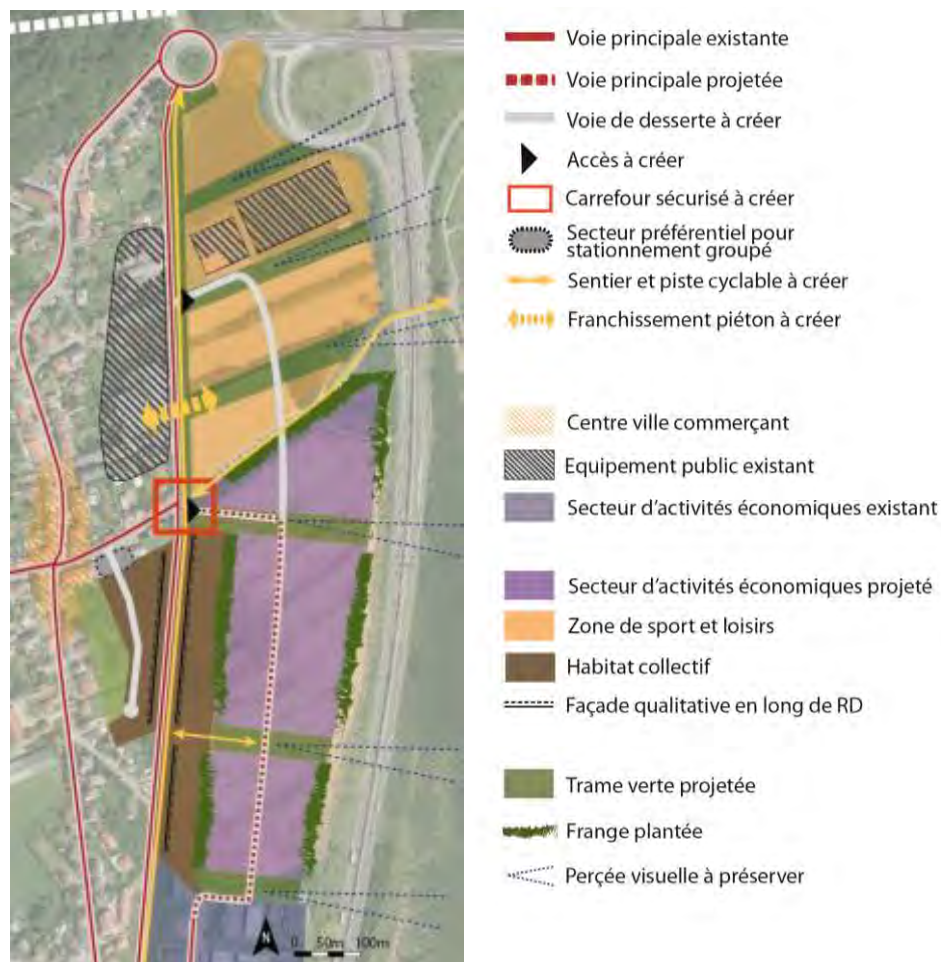 Voie principale existante
Voie principale projetée
Voie de desserte à créer
Accès à créer
Carrefour sécurisé à créer
Secteur préférentiel pour
stationnement groupé
Sentier et piste cyclable à créer
Franchissement piéton à créer
Centre ville commerçant
Equipement public existant
Secteur d'activités économiques existant
Secteur d'activités économiques projeté
Zone de sport et loisirs
Habitat collectif
Façade qualitative en long de RD
Trame verte projetée
Frange plantée
Perçée visuelle à préserver
N
0 50m 100m